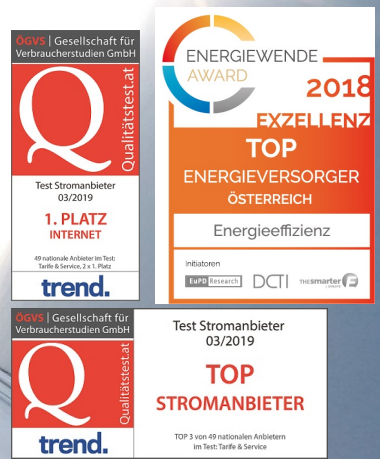 ÖGVS | Gesellschaft für
Verbraucherstudien GmbH
Q
Qualitätstest.at
Test Stromanbieter
03/2019
1. PLATZ
INTERNET
49 nationale Anbieter im Test:
Tarife & Service, 2 x 1. Platz
trend.
ENERGIEWENDE
AWARD
2018
EXZELLENZ
TOP
ENERGIEVERSORGER
ÖSTERREICH
Energieeffizienz
Initiatoren
EuPD Research
DCTI
THE smarter E
ÖGVS | Gesellschaft für
Verbraucherstudien GmbH
Q
Qualitätstest.at
trend.
Test Stromanbieter
03/2019
TOP
STROMANBIETER
TOP 3 von 49 nationalen Anbietern
im Test: Tarife & Service